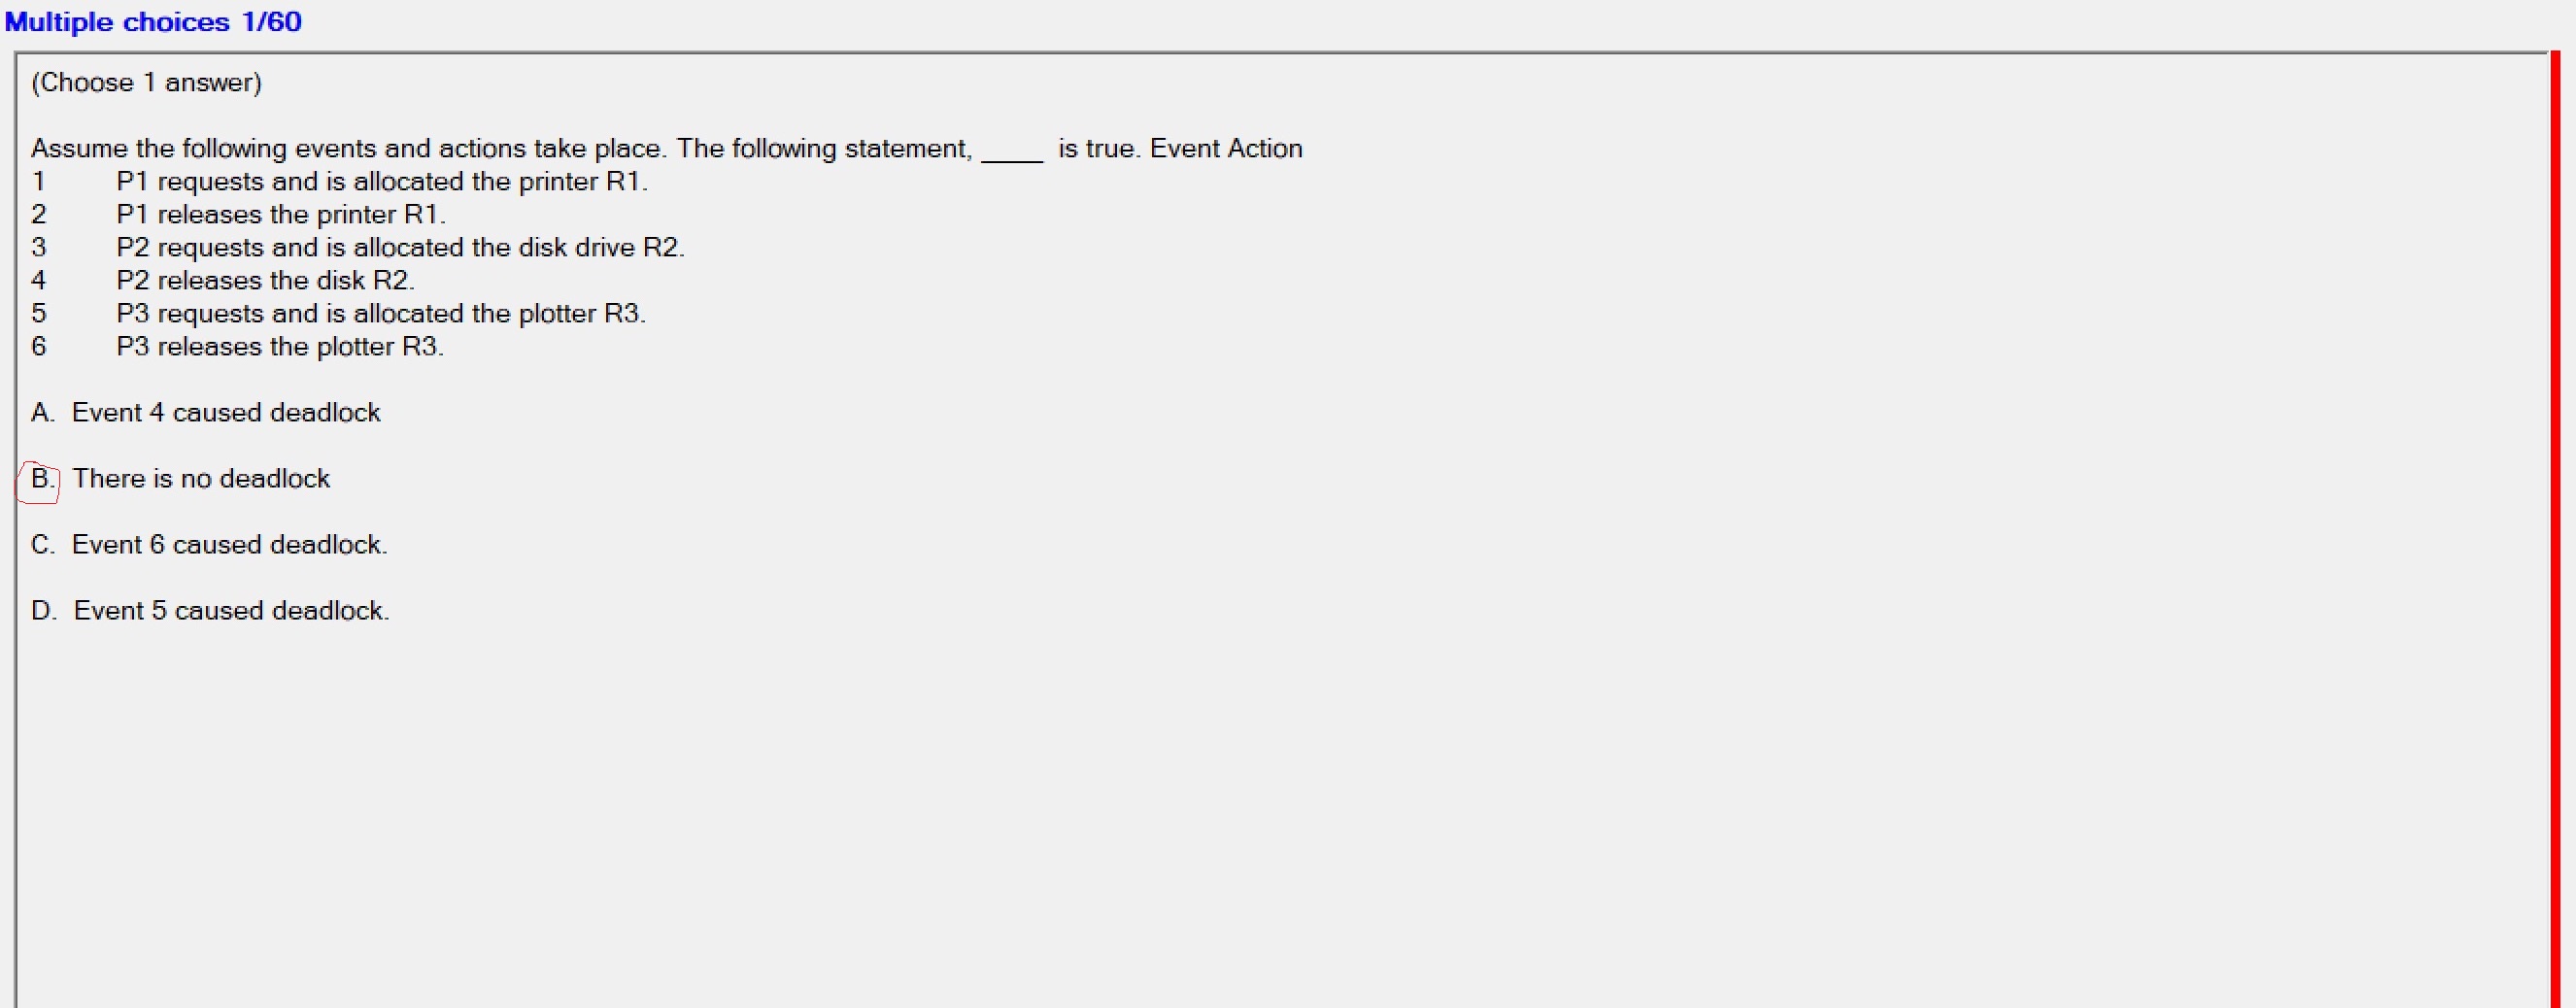 Multiple choices 1/60
(Choose 1 answer)
Assume the following events and actions take place. The following statement, ____ is true. Event Action
1 P1 requests and is allocated the printer R1.
2 P1 releases the printer R1.
3 P2 requests and is allocated the disk drive R2.
4 P2 releases the disk R2.
5 P3 requests and is allocated the plotter R3.
6 P3 releases the plotter R3.
A. Event 4 caused deadlock
B. There is no deadlock
C. Event 6 caused deadlock.
D. Event 5 caused deadlock.